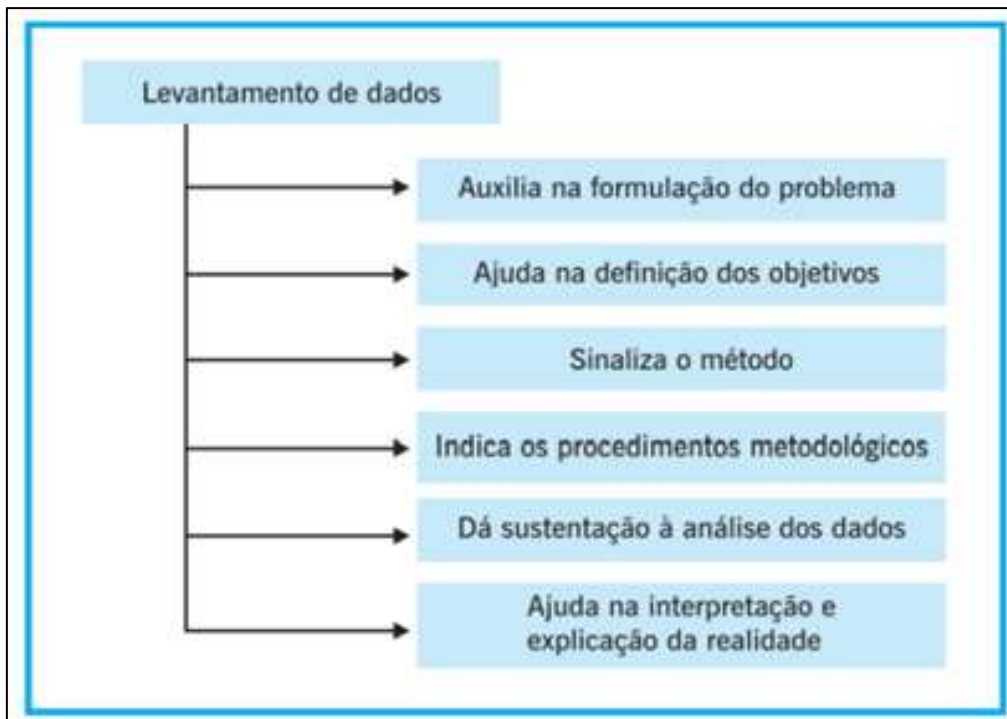 Levantamento de dados
Auxilia na formulação do problema
Ajuda na definição dos objetivos
Sinaliza o método
Indica os procedimentos metodológicos
Dá sustentação à análise dos dados
Ajuda na interpretação e
explicação da realidade